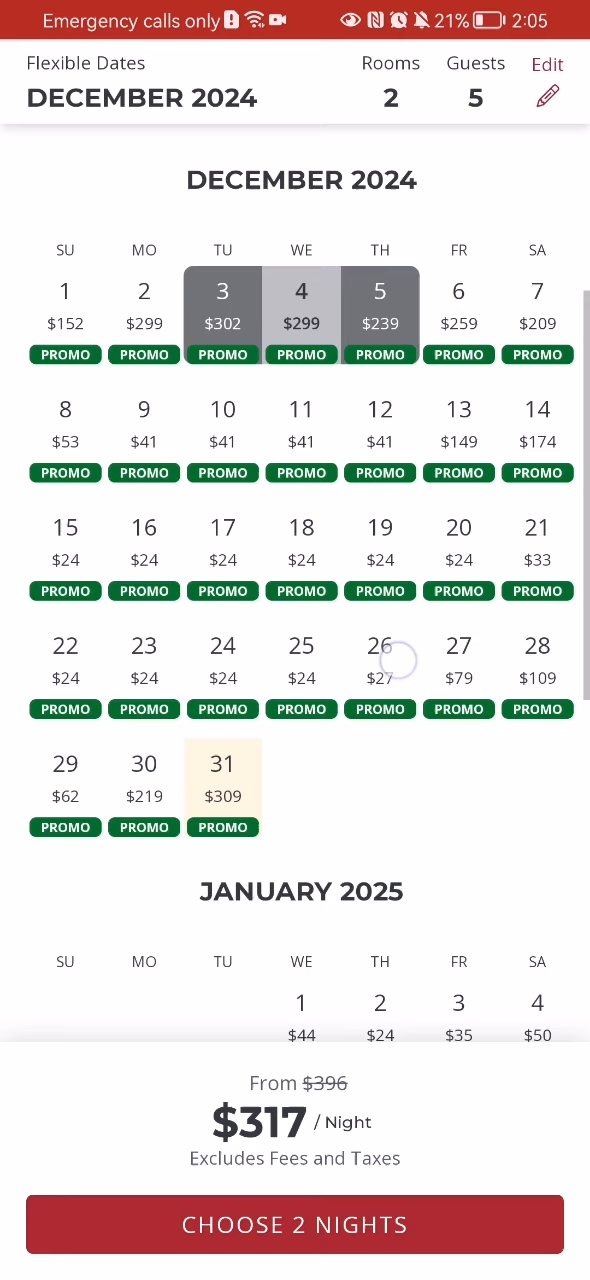 Emergency calls only 21% 2:05
Flexible Dates Rooms Guests Edit
DECEMBER 2024 2 5
DECEMBER 2024
SU MO TU WE TH FR SA
1 2 3 4 5 6 7
$152 $299 $302 $299 $239 $259 $209
PROMO PROMO PROMO PROMO PROMO PROMO PROMO
8 9 10 11 12 13 14
$53 $41 $41 $41 $41 $149 $174
PROMO PROMO PROMO PROMO PROMO PROMO PROMO
15 16 17 18 19 20 21
$24 $24 $24 $24 $24 $24 $33
PROMO PROMO PROMO PROMO PROMO PROMO PROMO
22 23 24 25 26 27 28
$24 $24 $24 $24 $27 $79 $109
PROMO PROMO PROMO PROMO PROMO PROMO PROMO
29 30 31
$62 $219 $309
PROMO PROMO PROMO
JANUARY 2025
SU MO TU WE TH FR SA
1 2 3 4
$44 $24 $35 $50
From $396
$317 / Night
Excludes Fees and Taxes
CHOOSE 2 NIGHTS